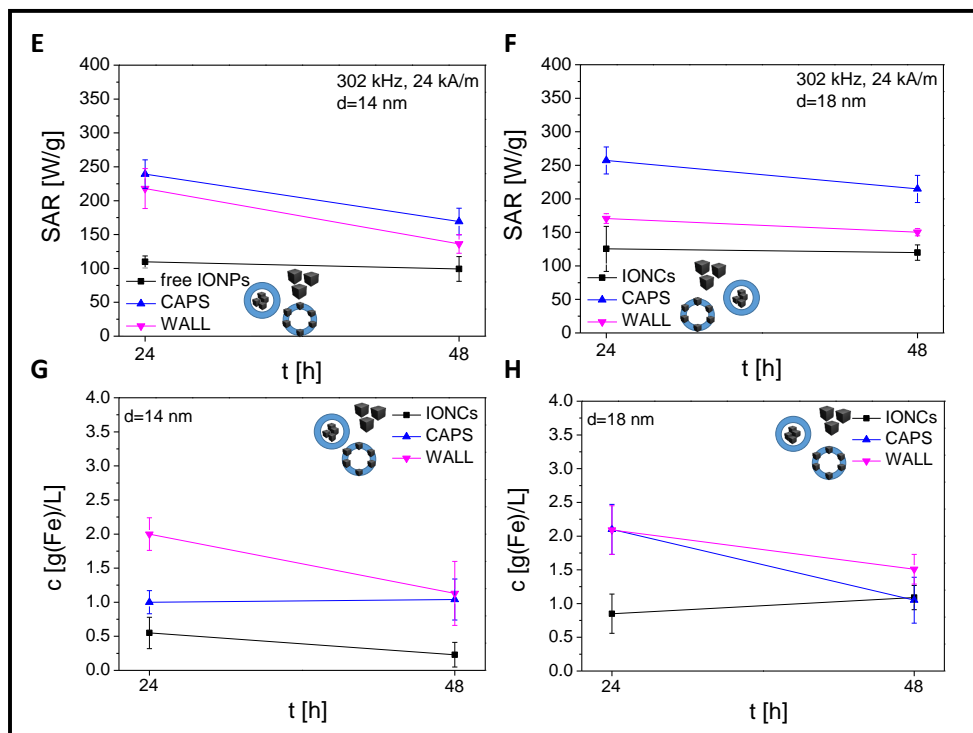 E
302 kHz, 24 kA/m
d=14 nm
400
350
300
250
200
150
100
50
0
SAR [W/g]
free IONPs
CAPS
WALL
24
48
t [h]
F
302 kHz, 24 kA/m
d=18 nm
400
350
300
250
200
150
100
50
0
SAR [W/g]
IONCs
CAPS
WALL
24
48
t [h]
G
d=14 nm
4.0
3.5
3.0
2.5
2.0
1.5
1.0
0.5
0.0
c [g(Fe)/L]
IONCs
CAPS
WALL
24
48
t [h]
H
d=18 nm
4.0
3.5
3.0
2.5
2.0
1.5
1.0
0.5
0.0
c [g(Fe)/L]
IONCs
CAPS
WALL
24
48
t [h]